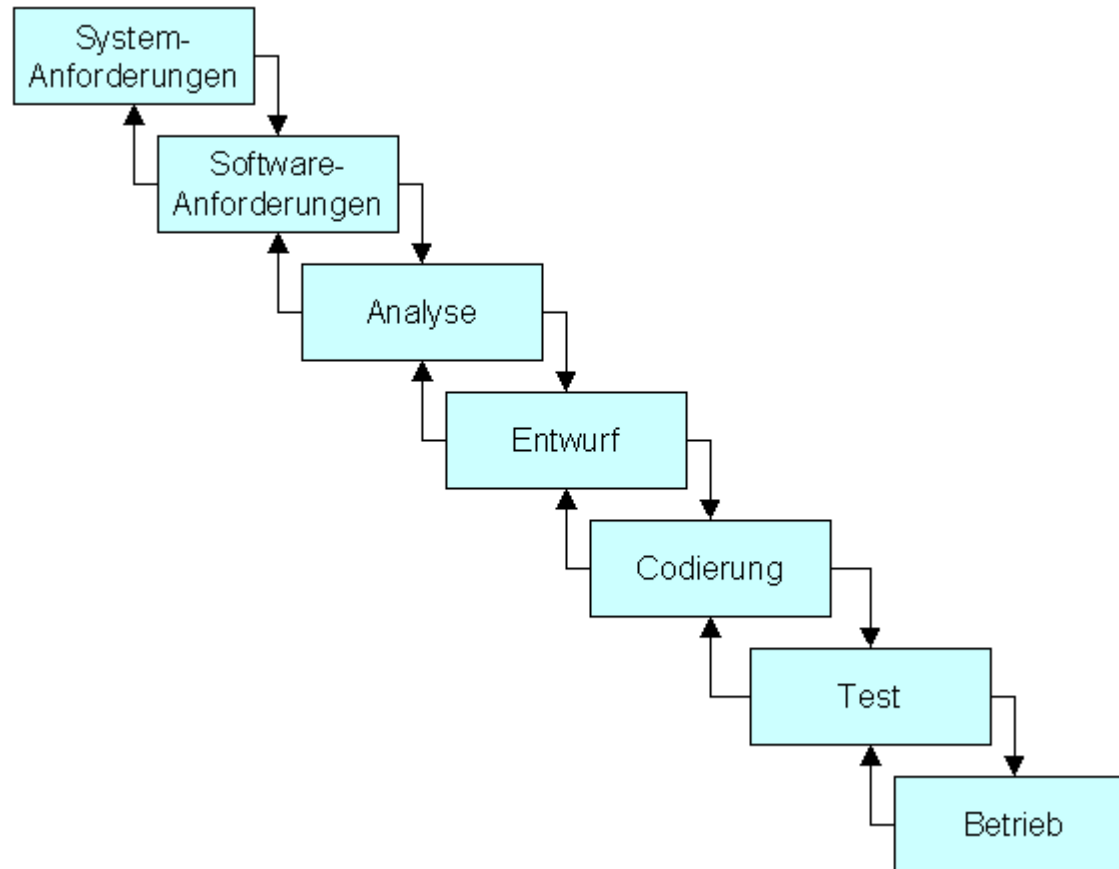 System-
Anforderungen
Software-
Anforderungen
Analyse
Entwurf
Codierung
Test
Betrieb